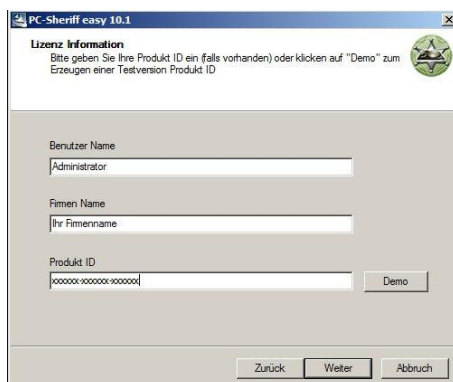 PC-Sheriff easy 10.1
Lizenz Information
Bitte geben Sie Ihre Produkt ID ein (falls vorhanden) oder klicken auf "Demo" zum
Erzeugen einer Testversion Produkt ID
Benutzer Name
Administrator
Firmen Name
Ihr Firmenname
Produkt ID
xxxxxx-xxxxxx-xxxxxx
Demo
Zurück
Weiter
Abbruch